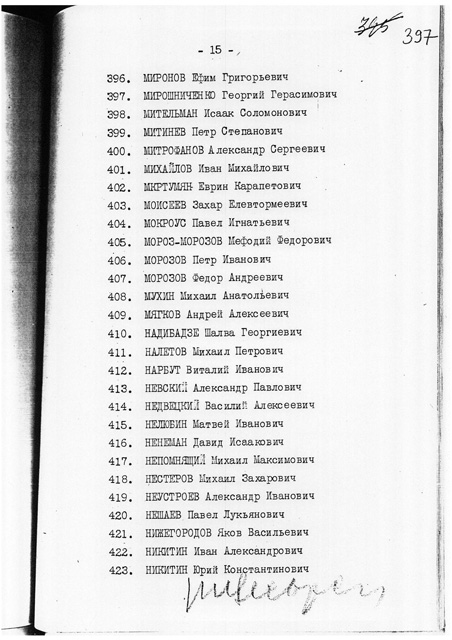 397
- 15 -
396. МИРОНОВ Ефим Григорьевич
397. МИРОШНИЧЕНКО Георгий Герасимович
398. МИТЕЛЬМАН Исаак Соломонович
399. МИТИНЕВ Петр Степанович
400. МИТРОФАНОВ Александр Сергеевич
401. МИХАЙЛОВ Иван Михайлович
402. МКРТУМЯН Еврин Карапетович
403. МОИСЕЕВ Захар Елевтормеевич
404. МОКРОУС Павел Игнатьевич
405. МОРОЗ-МОРОЗОВ Мефодий Федорович
406. МОРОЗОВ Петр Иванович
407. МОРОЗОВ Федор Андреевич
408. МУХИН Михаил Анатольевич
409. МЯГКОВ Андрей Алексеевич
410. НАДИБАДЗЕ Шалва Георгиевич
411. НАЛЕТОВ Михаил Петрович
412. НАРБУТ Виталий Иванович
413. НЕВСКИЙ Александр Павлович
414. НЕДВЕЦКИЙ Василий Алексеевич
415. НЕЛЮБИН Матвей Иванович
416. НЕНЕМАН Давид Исаакович
417. НЕПОМНЯЩИЙ Михаил Максимович
418. НЕСТЕРОВ Михаил Захарович
419. НЕУСТРОЕВ Александр Иванович
420. НЕШАЕВ Павел Лукьянович
421. НИЖЕГОРОДОВ Яков Васильевич
422. НИКИТИН Иван Александрович
423. НИКИТИН Юрий Константинович